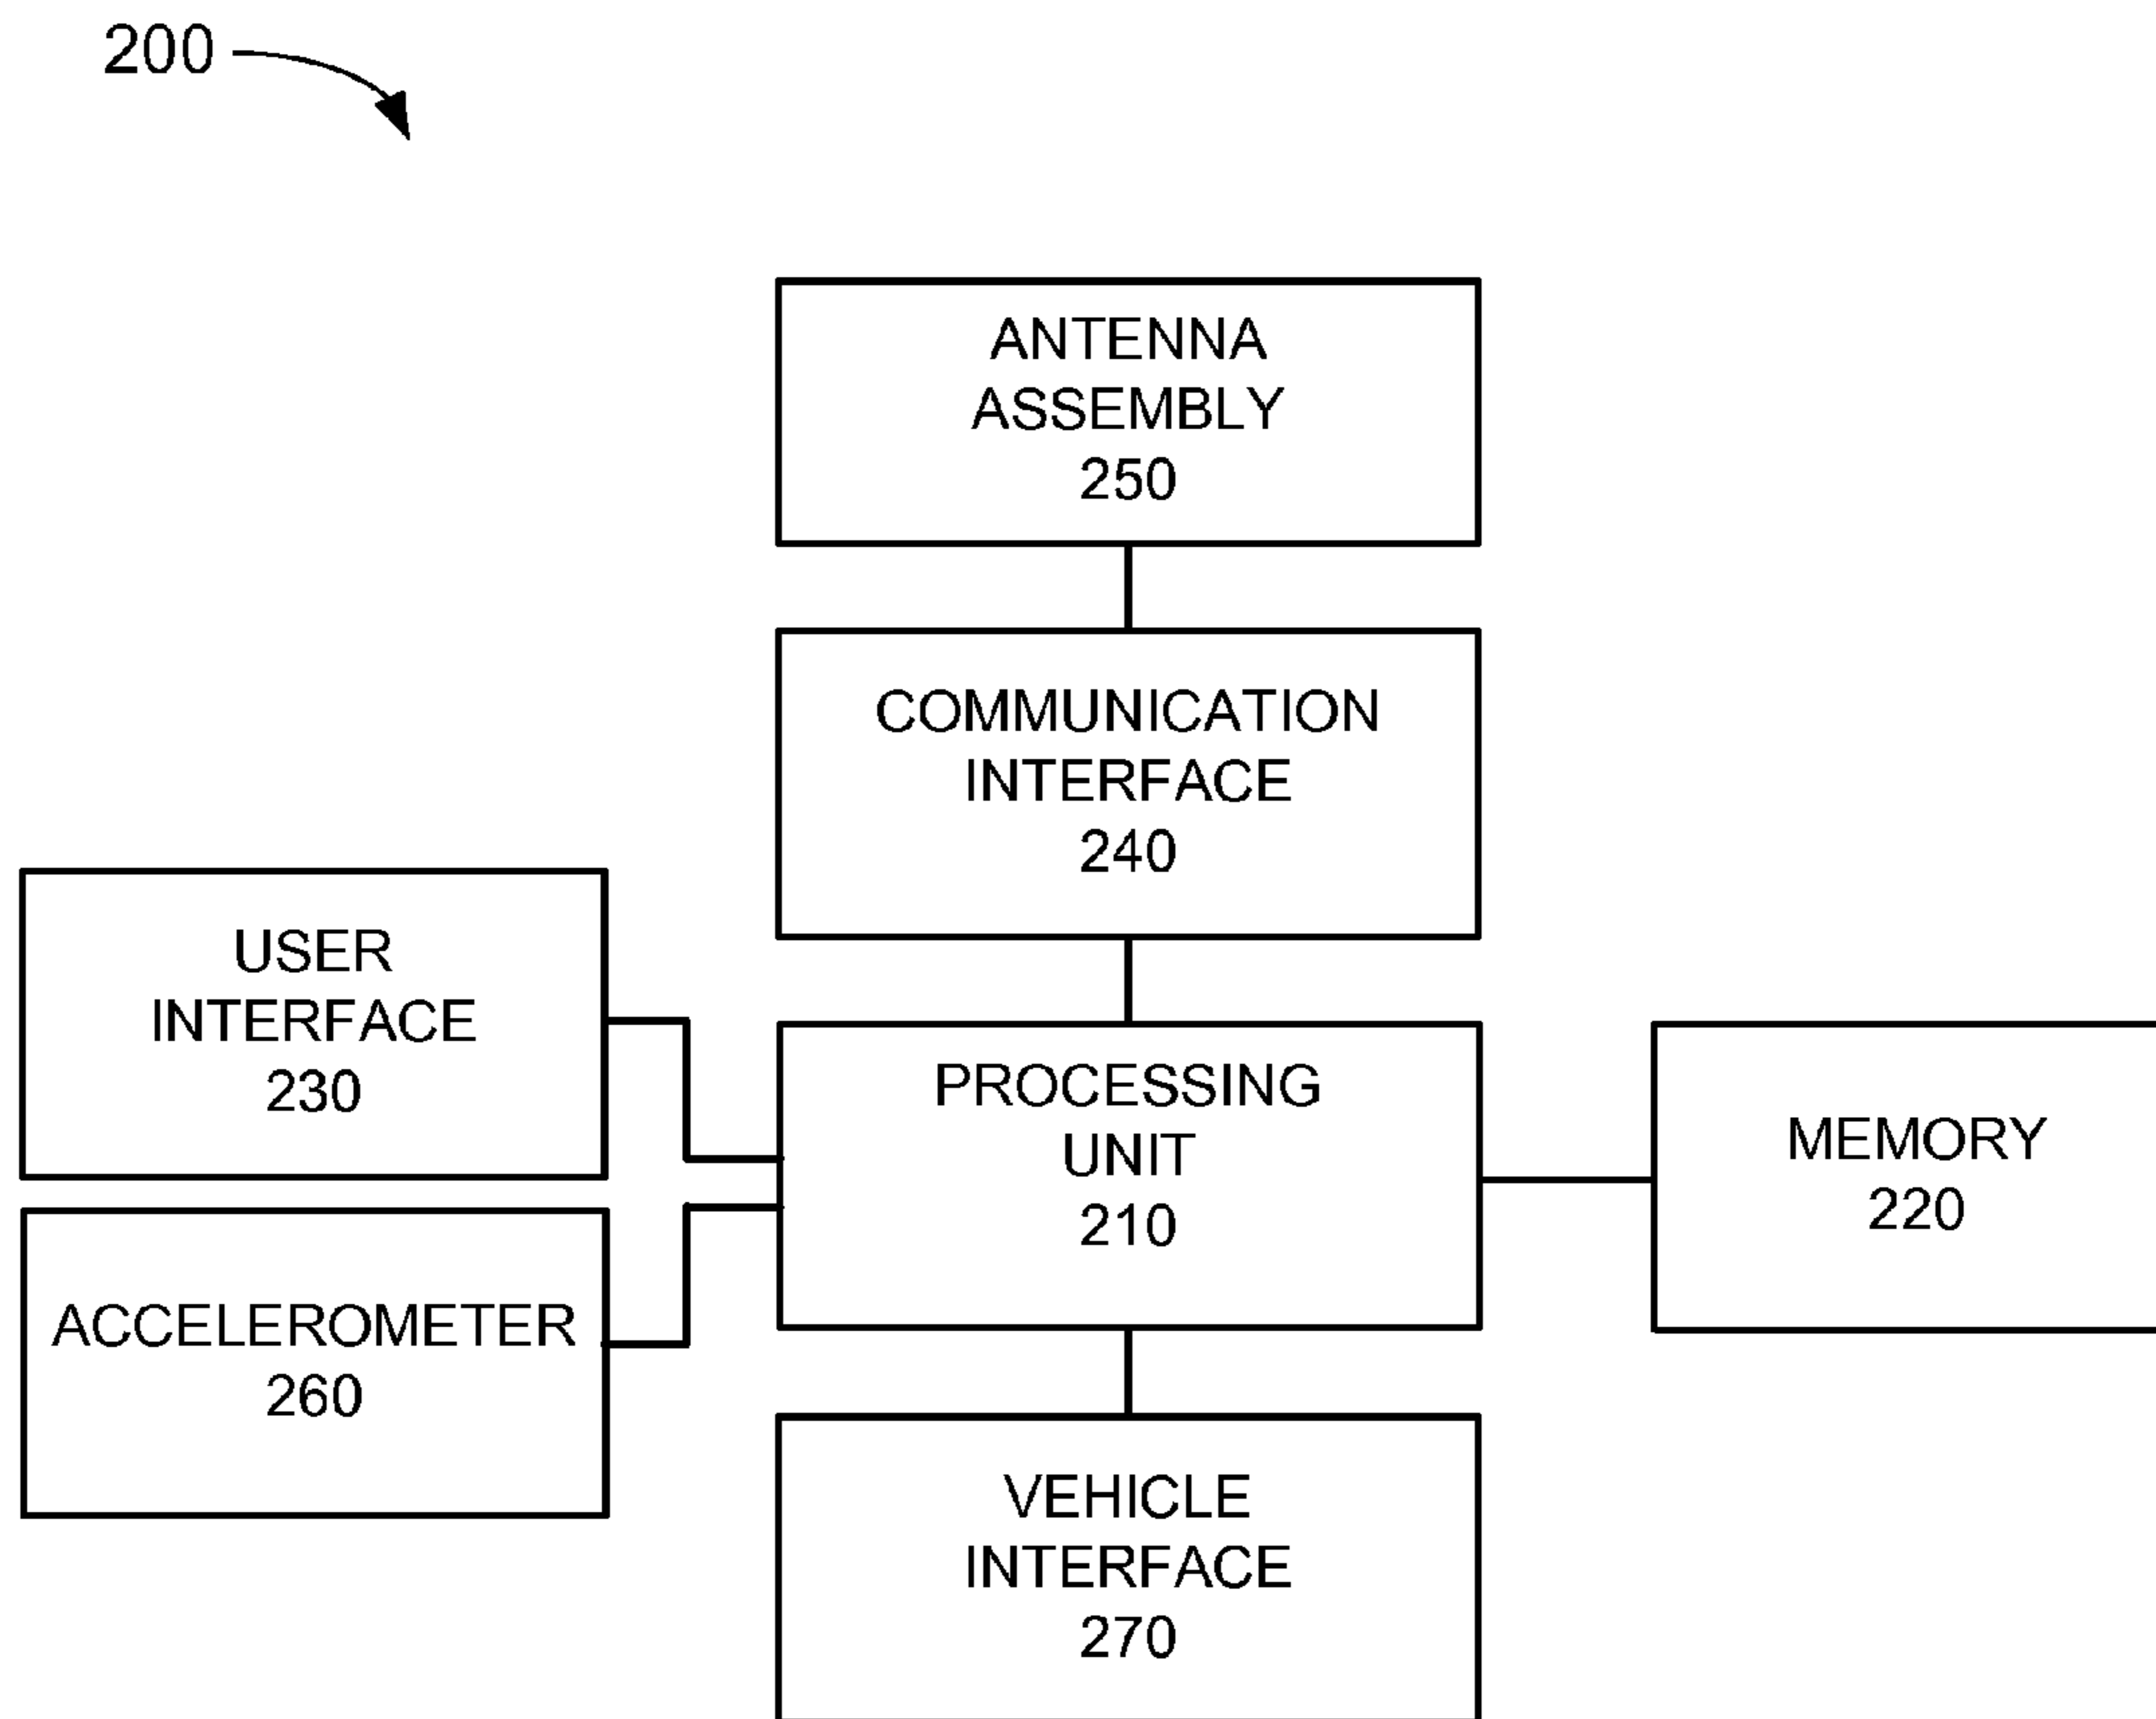 200
ANTENNA
ASSEMBLY
250
COMMUNICATION
INTERFACE
240
USER
INTERFACE
230
PROCESSING
UNIT
210
MEMORY
220
ACCELEROMETER
260
VEHICLE
INTERFACE
270